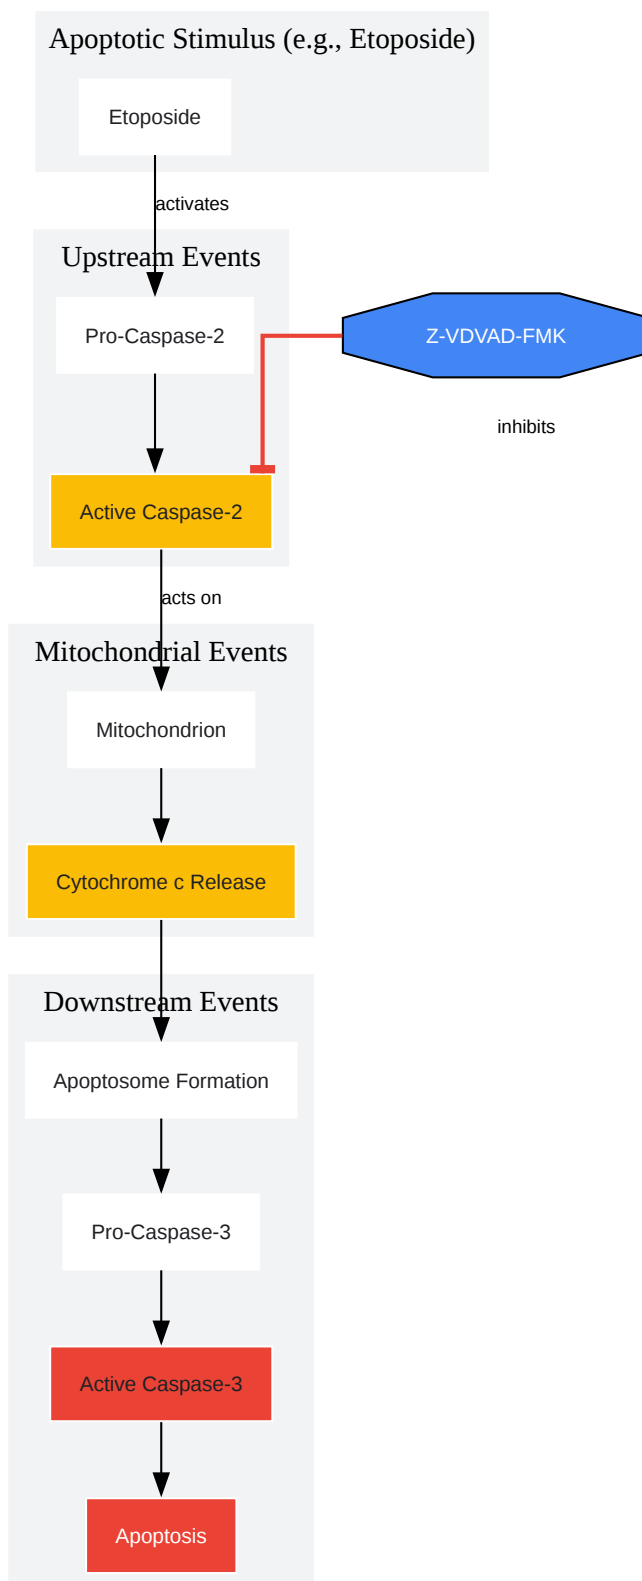 Apoptotic Stimulus (e.g., Etoposide)
Etoposide
activates
Upstream Events
Pro-Caspase-2
Z-VDVAD-FMK
inhibits
Active Caspase-2
acts on
Mitochondrial Events
Mitochondrion
Cytochrome c Release
Downstream Events
Apoptosome Formation
Pro-Caspase-3
Active Caspase-3
Apoptosis